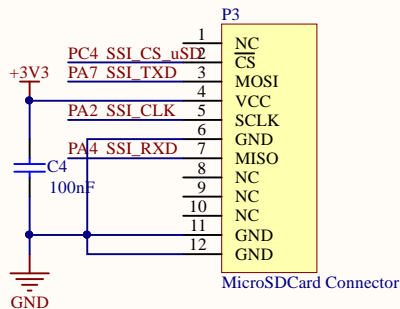 P3
1 NC
PC4 SSI_CS_uSD 2 CS
+3V3 PA7 SSI_TXD 3 MOSI
4 VCC
PA2 SSI_CLK 5 SCLK
6 GND
PA4 SSI_RXD 7 MISO
C4 8 NC
100nF 9 NC
10 NC
11 GND
12 GND
MicroSDCard Connector
GND